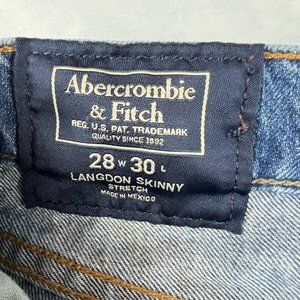 Abercrombie
& Fitch
REG. U.S. PAT. TRADEMARK
QUALITY SINCE 1892
28 W 30 L
LANGDON SKINNY
STRETCH
MADE IN MEXICO